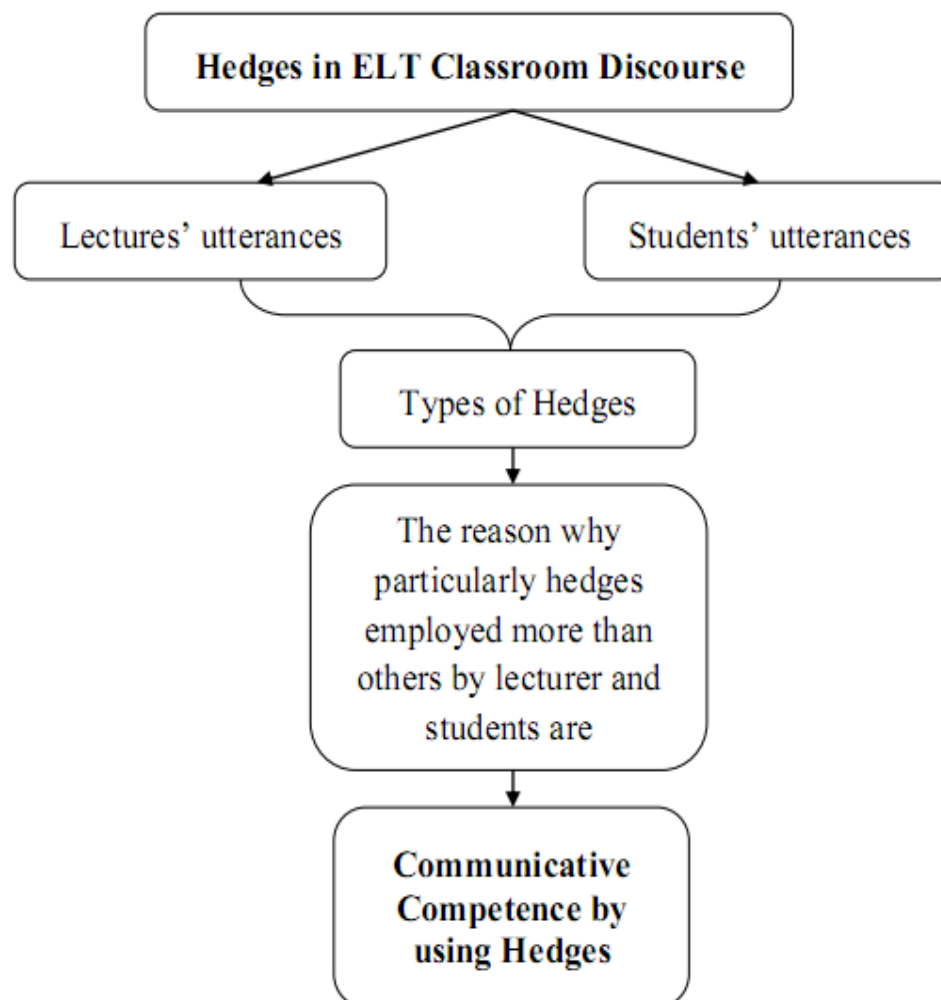 Hedges in ELT Classroom Discourse
Lectures’ utterances
Students’ utterances
Types of Hedges
The reason why
particularly hedges
employed more than
others by lecturer and
students are
Communicative
Competence by
using Hedges